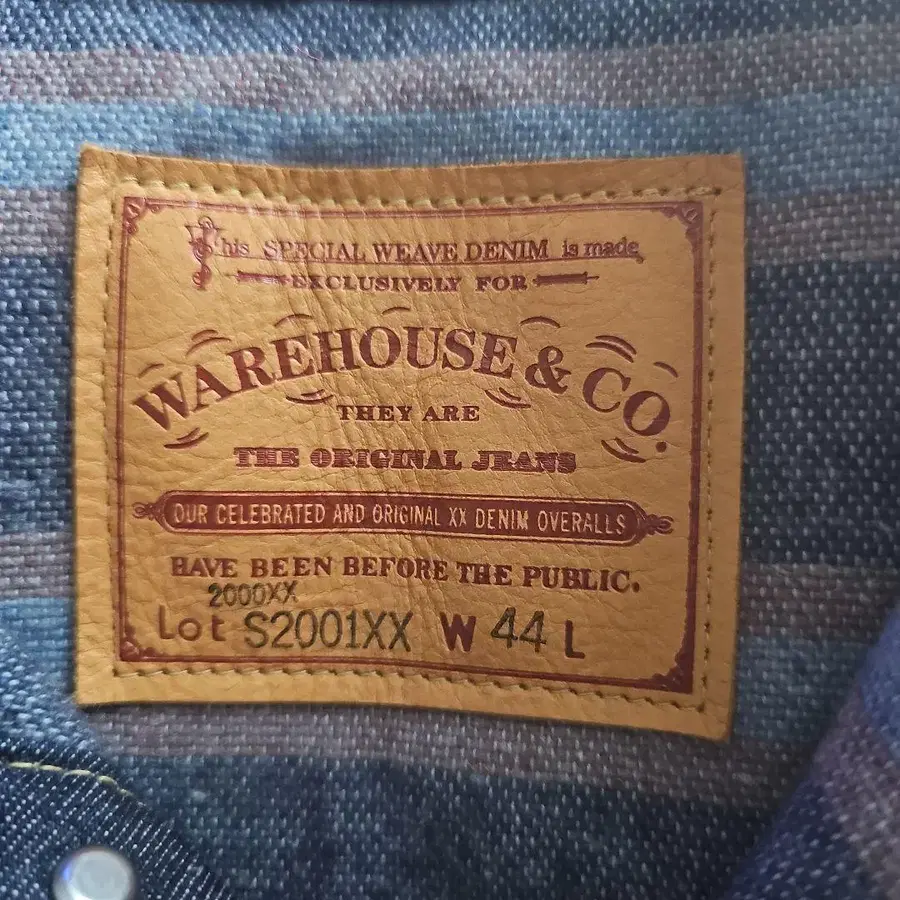 This SPECIAL WEAVE DENIM is made
EXCLUSIVELY FOR
WAREHOUSE & CO.
THEY ARE
THE ORIGINAL JEANS
OUR CELEBRATED AND ORIGINAL XX DENIM OVERALLS
HAVE BEEN BEFORE THE PUBLIC.
2000XX
Lot S2001XX W 44 L